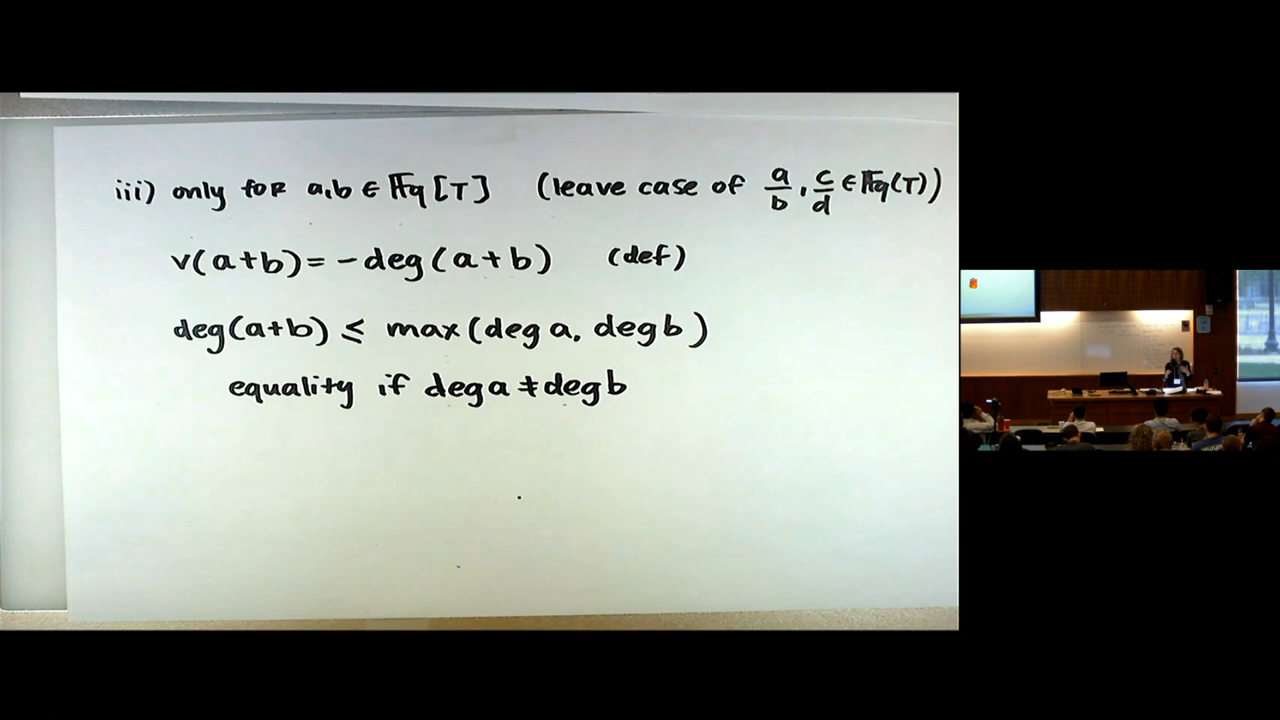 iii) only for a,b ∈ 𝔽q[T] (leave case of a/b, c/d ∈ 𝔽q(T))
v(a+b) = -deg(a+b) (def)
deg(a+b) ≤ max(deg a, deg b)
equality if deg a ≠ deg b